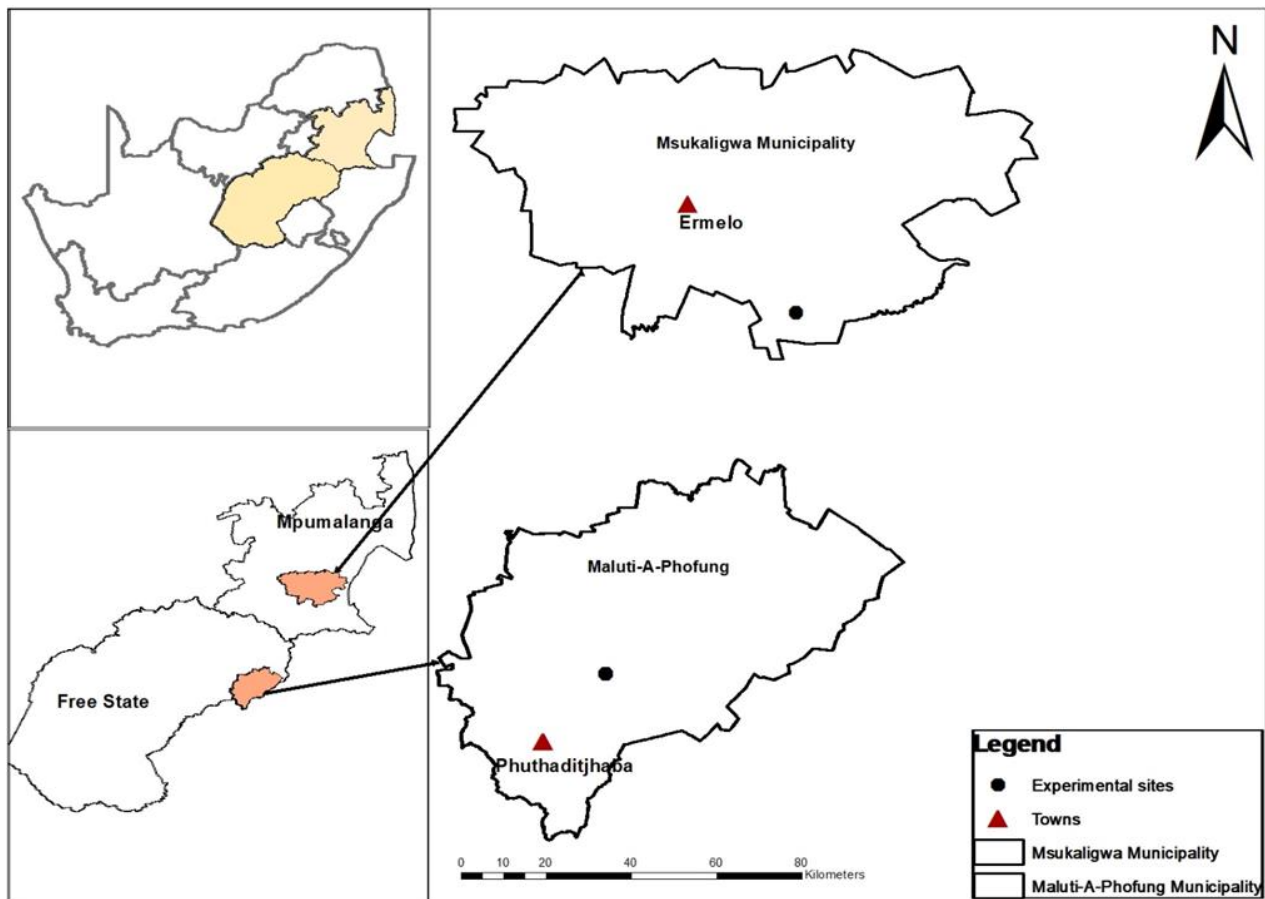 N
Msukaligwa Municipality
Ermelo
Mpumalanga
Free State
Maluti-A-Phofung
Phuthaditjhaba
0 10 20 40 60 80
Kilometers
Legend
Experimental sites
Towns
Msukaligwa Municipality
Maluti-A-Phofung Municipality